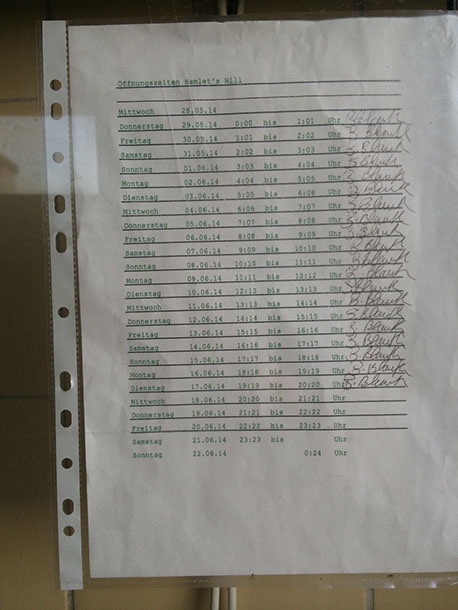 Öffnungszeiten Hamlet's Mill
Mittwoch 28.05.14
Donnerstag 29.05.14 0:00 bis 1:01 Uhr
Freitag 30.05.14 1:01 bis 2:02 Uhr
Samstag 31.05.14 2:02 bis 3:03 Uhr
Sonntag 01.06.14 3:03 bis 4:04 Uhr
Montag 02.06.14 4:04 bis 5:05 Uhr
Dienstag 03.06.14 5:05 bis 6:06 Uhr
Mittwoch 04.06.14 6:06 bis 7:07 Uhr
Donnerstag 05.06.14 7:07 bis 8:08 Uhr
Freitag 06.06.14 8:08 bis 9:09 Uhr
Samstag 07.06.14 9:09 bis 10:10 Uhr
Sonntag 08.06.14 10:10 bis 11:11 Uhr
Montag 09.06.14 11:11 bis 12:12 Uhr
Dienstag 10.06.14 12:12 bis 13:13 Uhr
Mittwoch 11.06.14 13:13 bis 14:14 Uhr
Donnerstag 12.06.14 14:14 bis 15:15 Uhr
Freitag 13.06.14 15:15 bis 16:16 Uhr
Samstag 14.06.14 16:16 bis 17:17 Uhr
Sonntag 15.06.14 17:17 bis 18:18 Uhr
Montag 16.06.14 18:18 bis 19:19 Uhr
Dienstag 17.06.14 19:19 bis 20:20 Uhr
Mittwoch 18.06.14 20:20 bis 21:21 Uhr
Donnerstag 19.06.14 21:21 bis 22:22 Uhr
Freitag 20.06.14 22:22 bis 23:23 Uhr
Samstag 21.06.14 23:23 bis Uhr
Sonntag 22.06.14 0:24 Uhr